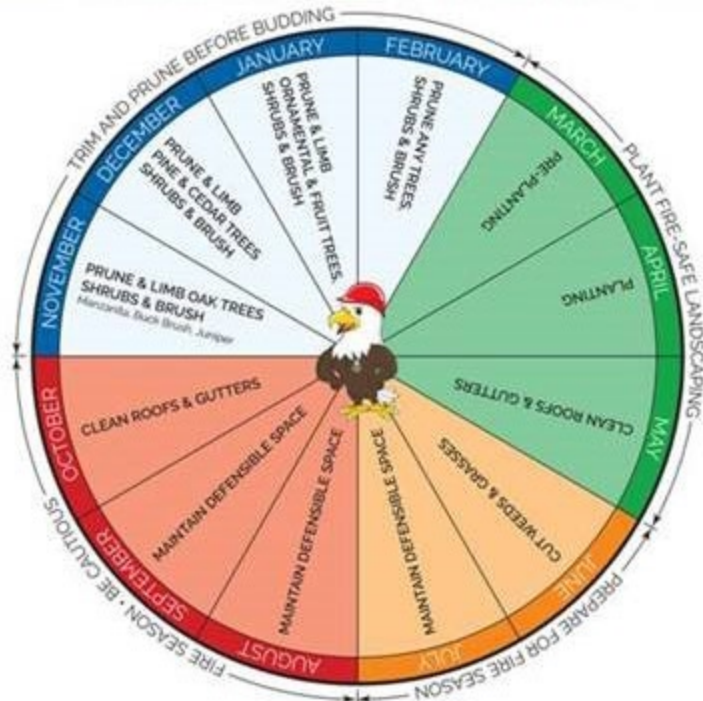 TRIM AND PRUNE BEFORE BUDDING
NOVEMBER
PRUNE & LIMB OAK TREES
SHRUBS & BRUSH
Manzanita, Buck Brush, Juniper
DECEMBER
PRUNE & LIMB
PINE & CEDAR TREES
SHRUBS & BRUSH
JANUARY
PRUNE & LIMB
ORNAMENTAL & FRUIT TREES,
SHRUBS & BRUSH
FEBRUARY
PRUNE ANY TREES,
SHRUBS & BRUSH
PLANT FIRE-SAFE LANDSCAPING
MARCH
PRE-PLANTING
APRIL
PLANTING
MAY
CLEAN ROOFS & GUTTERS
PREPARE FOR FIRE SEASON
JUNE
CUT WEEDS & GRASSES
JULY
MAINTAIN DEFENSIBLE SPACE
FIRE SEASON • BE CAUTIOUS
AUGUST
MAINTAIN DEFENSIBLE SPACE
SEPTEMBER
MAINTAIN DEFENSIBLE SPACE
OCTOBER
CLEAN ROOFS & GUTTERS